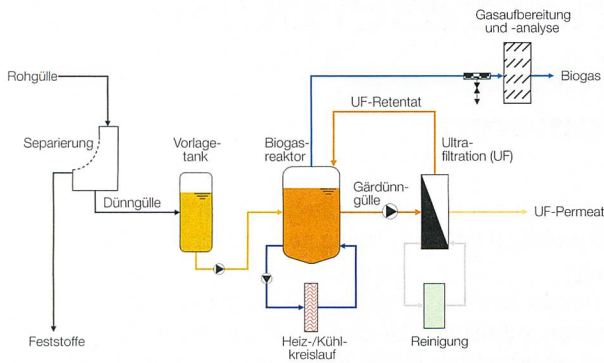 Gasaufbereitung
und -analyse
Rohgülle
Biogas
UF-Retentat
Separierung
Vorlage-
tank
Biogas-
reaktor
Ultra-
filtration (UF)
Gärdünn-
gülle
Dünngülle
UF-Permeat
Feststoffe
Heiz-/Kühl-
kreislauf
Reinigung